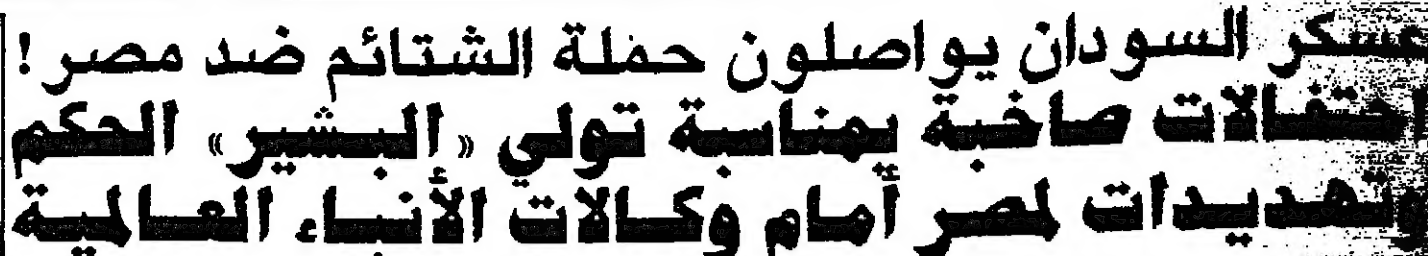 عسكر السودان يواصلون حملة الشتائم ضد مصر !
احتفالات صاخبة بمناسبة تولي « البشير » الحكم
وتهديدات لمصر أمام وكالات الأنباء العالمية